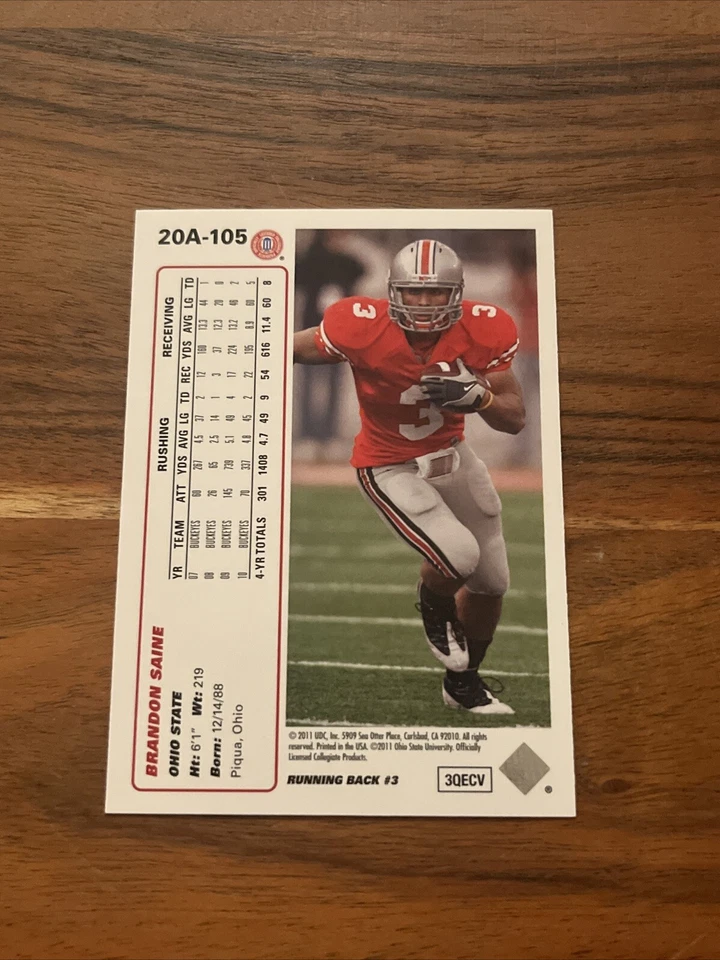 20A-105
BRANDON SAINE
OHIO STATE
Ht: 6'1" Wt: 219
Born: 12/14/88
Piqua, Ohio
RUSHING RECEIVING
YR TEAM ATT YDS AVG LG TD REC YDS AVG LG TD
07 BUCKEYES 60 267 4.5 37 2 12 160 13.3 44 1
08 BUCKEYES 26 65 2.5 14 1 3 37 12.3 20 0
09 BUCKEYES 145 739 5.1 49 4 17 224 13.2 48 2
10 BUCKEYES 70 337 4.8 45 2 22 195 8.9 60 5
4-YR TOTALS 301 1408 4.7 49 9 54 616 11.4 60 8
3
3
3
© 2011 UDC, Inc. 5909 Sea Otter Place, Carlsbad, CA 92010. All rights
reserved. Printed in the USA. ©2011 Ohio State University. Officially
Licensed Collegiate Products.
RUNNING BACK #3
3QECV
®